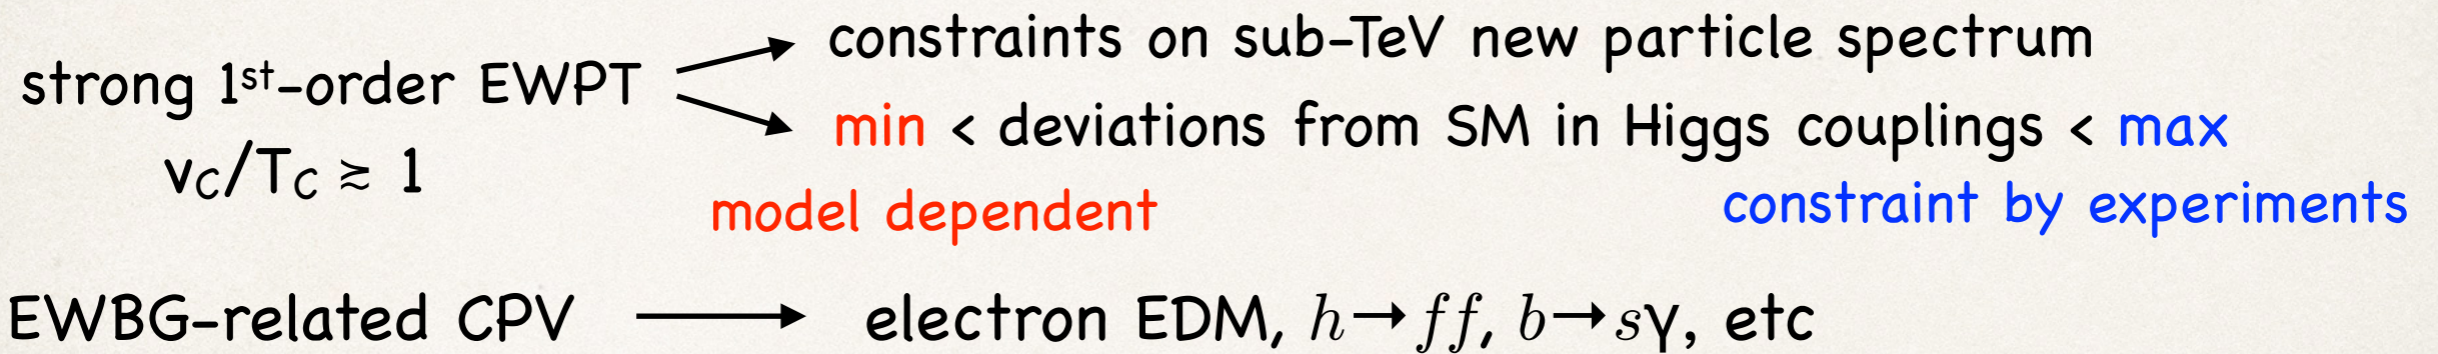 constraints on sub-TeV new particle spectrum
strong 1st-order EWPT
min < deviations from SM in Higgs couplings < max
vC/TC ≳ 1
model dependent
constraint by experiments
EWBG-related CPV → electron EDM, h→ff, b→sγ, etc